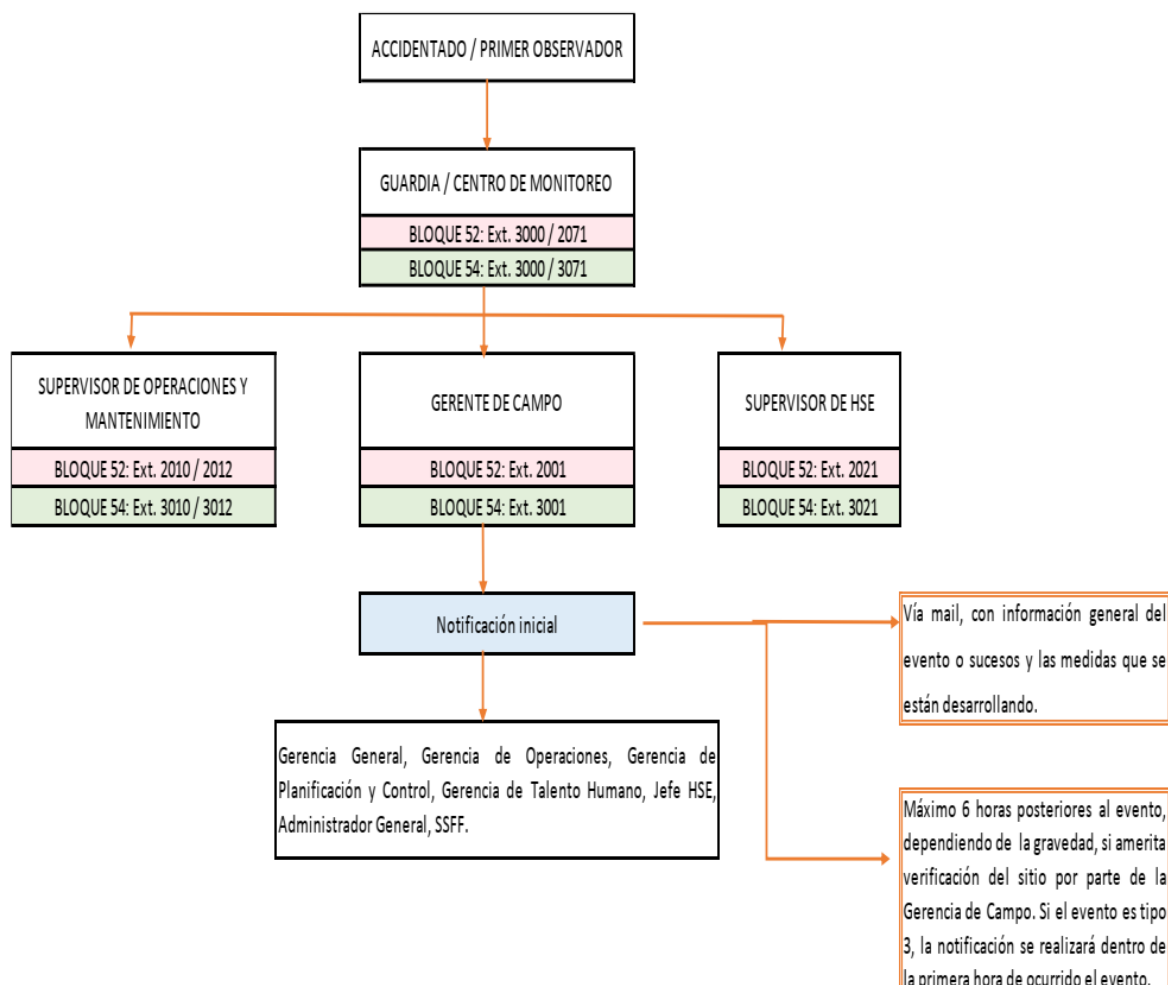 ACCIDENTADO / PRIMER OBSERVADOR
GUARDIA / CENTRO DE MONITOREO
BLOQUE 52: Ext. 3000 / 2071
BLOQUE 54: Ext. 3000 / 3071
SUPERVISOR DE OPERACIONES Y
MANTENIMIENTO
BLOQUE 52: Ext. 2010 / 2012
BLOQUE 54: Ext. 3010 / 3012
GERENTE DE CAMPO
BLOQUE 52: Ext. 2001
BLOQUE 54: Ext. 3001
SUPERVISOR DE HSE
BLOQUE 52: Ext. 2021
BLOQUE 54: Ext. 3021
Notificación inicial
Vía mail, con información general del
evento o sucesos y las medidas que se
están desarrollando.
Gerencia General, Gerencia de Operaciones, Gerencia de
Planificación y Control, Gerencia de Talento Humano, Jefe HSE,
Administrador General, SSFF.
Máximo 6 horas posteriores al evento,
dependiendo de la gravedad, si amerita
verificación del sitio por parte de la
Gerencia de Campo. Si el evento es tipo
3, la notificación se realizará dentro de
la primera hora de ocurrido el evento.